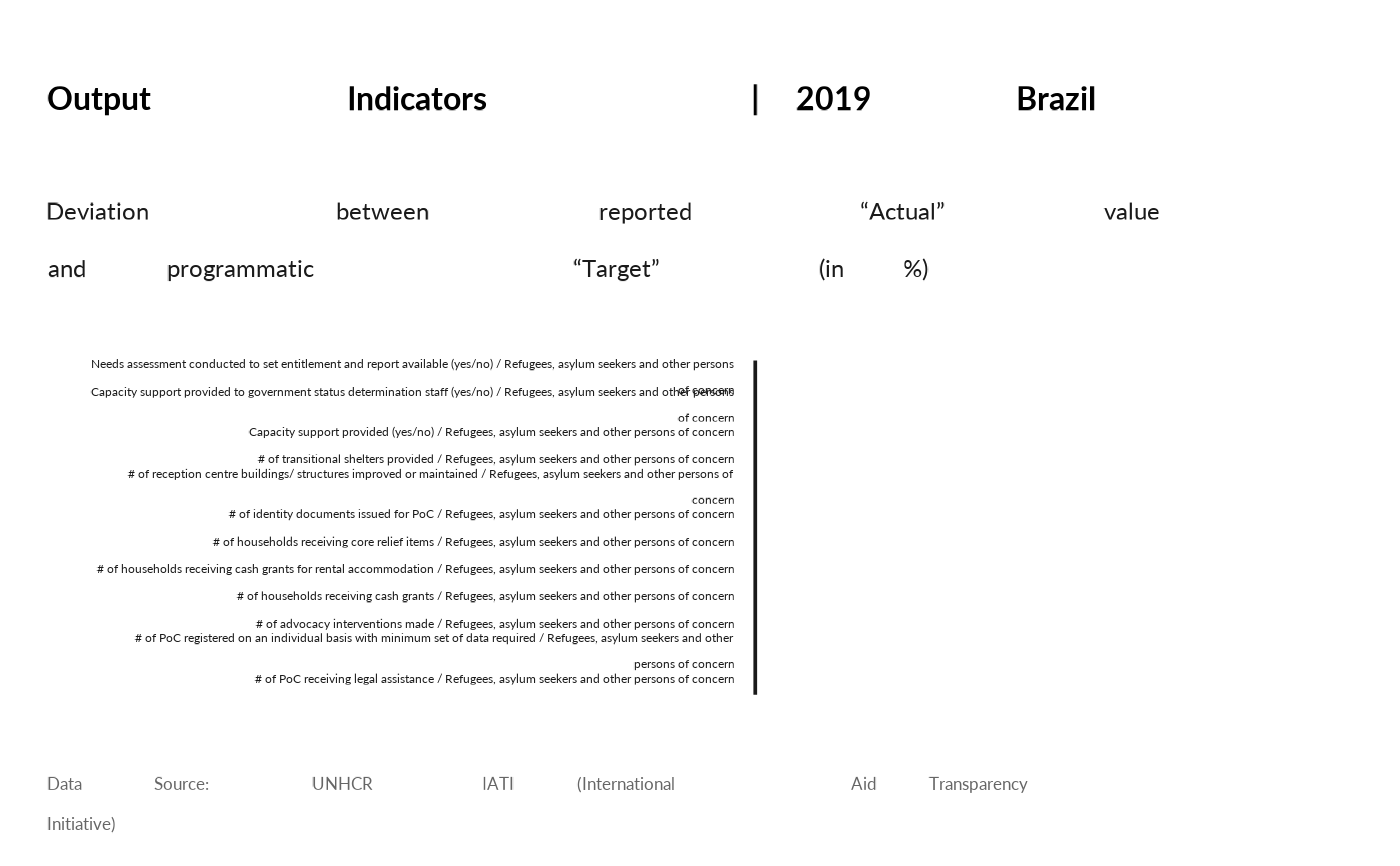 Output Indicators | 2019 Brazil
Deviation between reported “Actual” value
and programmatic “Target” (in %)
Needs assessment conducted to set entitlement and report available (yes/no) / Refugees, asylum seekers and other persons
of concern
Capacity support provided to government status determination staff (yes/no) / Refugees, asylum seekers and other persons
of concern
Capacity support provided (yes/no) / Refugees, asylum seekers and other persons of concern
# of transitional shelters provided / Refugees, asylum seekers and other persons of concern
# of reception centre buildings/ structures improved or maintained / Refugees, asylum seekers and other persons of
concern
# of identity documents issued for PoC / Refugees, asylum seekers and other persons of concern
# of households receiving core relief items / Refugees, asylum seekers and other persons of concern
# of households receiving cash grants for rental accommodation / Refugees, asylum seekers and other persons of concern
# of households receiving cash grants / Refugees, asylum seekers and other persons of concern
# of advocacy interventions made / Refugees, asylum seekers and other persons of concern
# of PoC registered on an individual basis with minimum set of data required / Refugees, asylum seekers and other
persons of concern
# of PoC receiving legal assistance / Refugees, asylum seekers and other persons of concern
Data Source: UNHCR IATI (International Aid Transparency
Initiative)